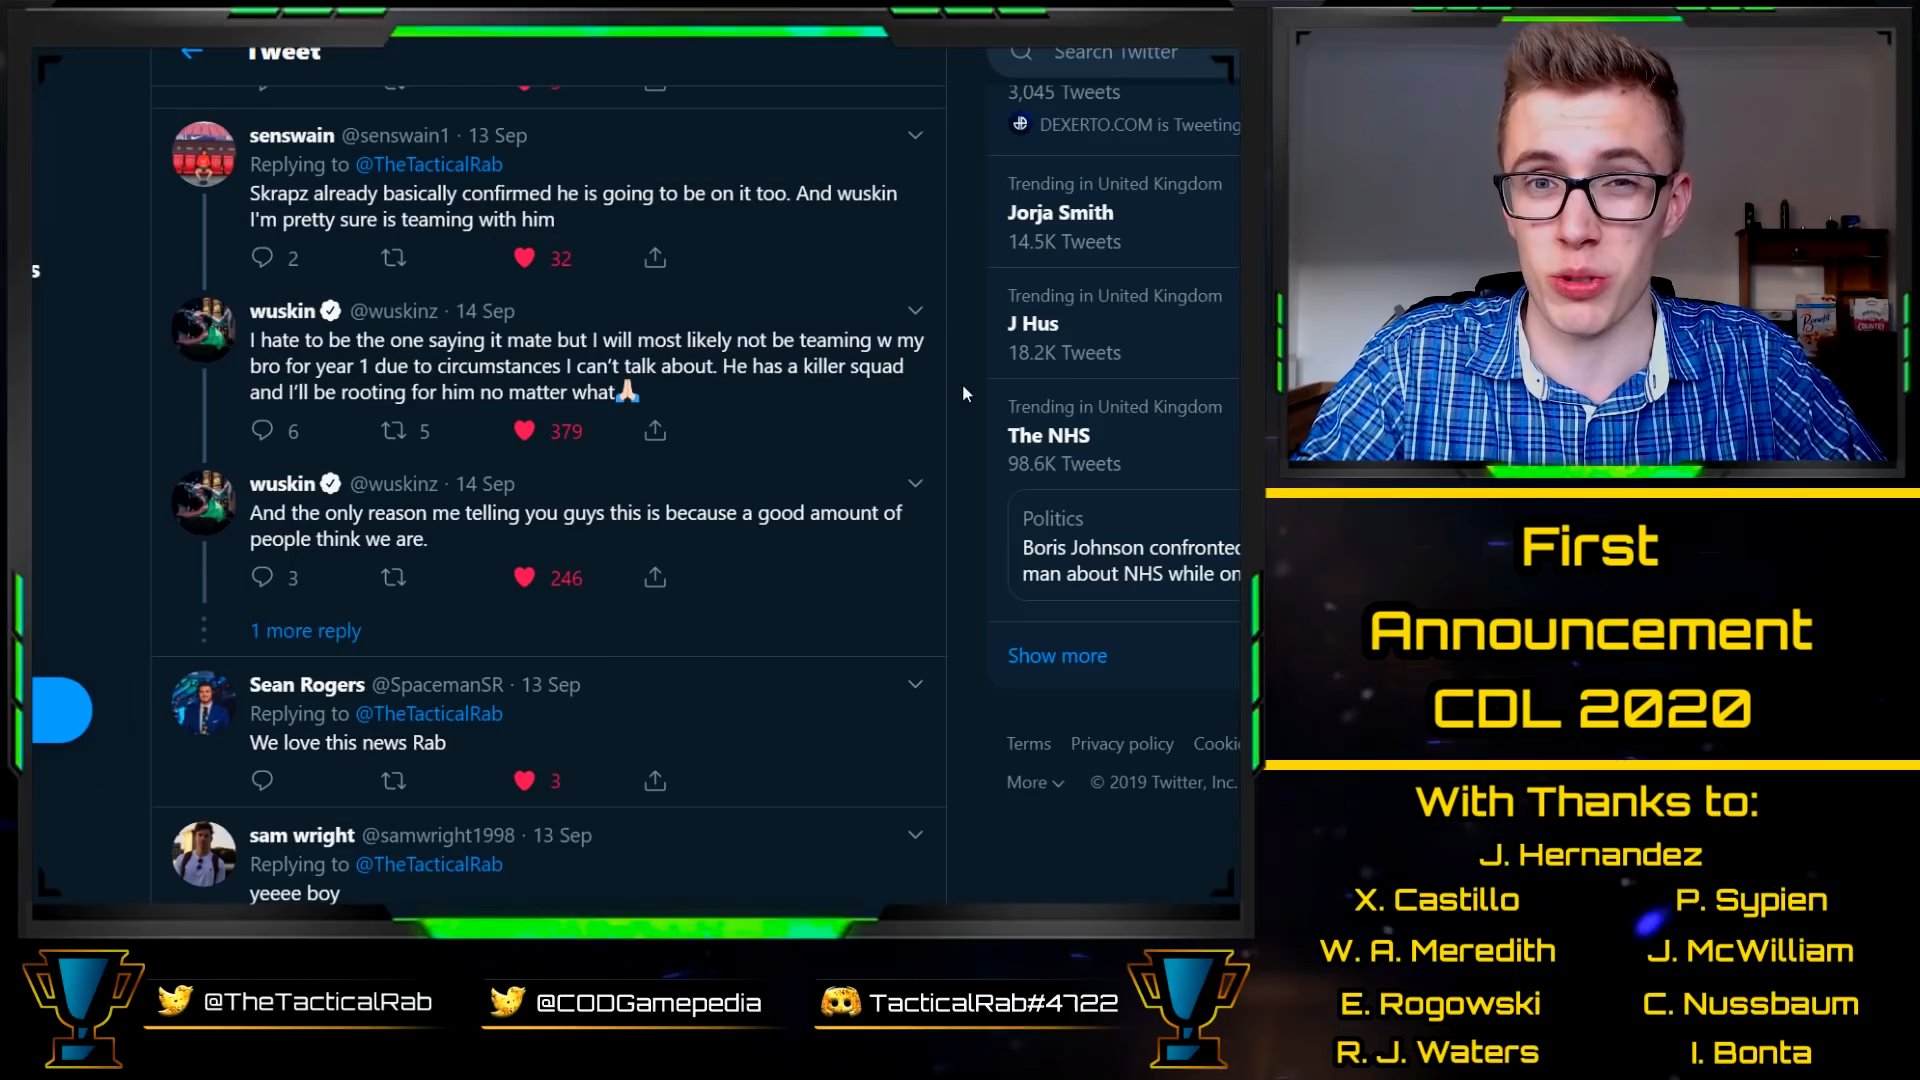 Tweet
Search Twitter
3,045 Tweets
DEXERTO.COM is Tweeting
senswain @senswain1 · 13 Sep
Replying to @TheTacticalRab
Skrapz already basically confirmed he is going to be on it too. And wuskin
I'm pretty sure is teaming with him
2 32
s
wuskin @wuskinz · 14 Sep
I hate to be the one saying it mate but I will most likely not be teaming w my
bro for year 1 due to circumstances I can’t talk about. He has a killer squad
and I’ll be rooting for him no matter what🙏🏻
6 5 379
wuskin @wuskinz · 14 Sep
And the only reason me telling you guys this is because a good amount of
people think we are.
3 246
1 more reply
Sean Rogers @SpacemanSR · 13 Sep
Replying to @TheTacticalRab
We love this news Rab
3
sam wright @samwright1998 · 13 Sep
Replying to @TheTacticalRab
yeeee boy
Trending in United Kingdom
Jorja Smith
14.5K Tweets
Trending in United Kingdom
J Hus
18.2K Tweets
Trending in United Kingdom
The NHS
98.6K Tweets
Politics
Boris Johnson confronted
man about NHS while on
Show more
Terms Privacy policy Cooki
More © 2019 Twitter, Inc.
First
Announcement
CDL 2020
With Thanks to:
J. Hernandez
X. Castillo P. Sypien
W. A. Meredith J. McWilliam
E. Rogowski C. Nussbaum
R. J. Waters I. Bonta
@TheTacticalRab @CODGamepedia TacticalRab#4722